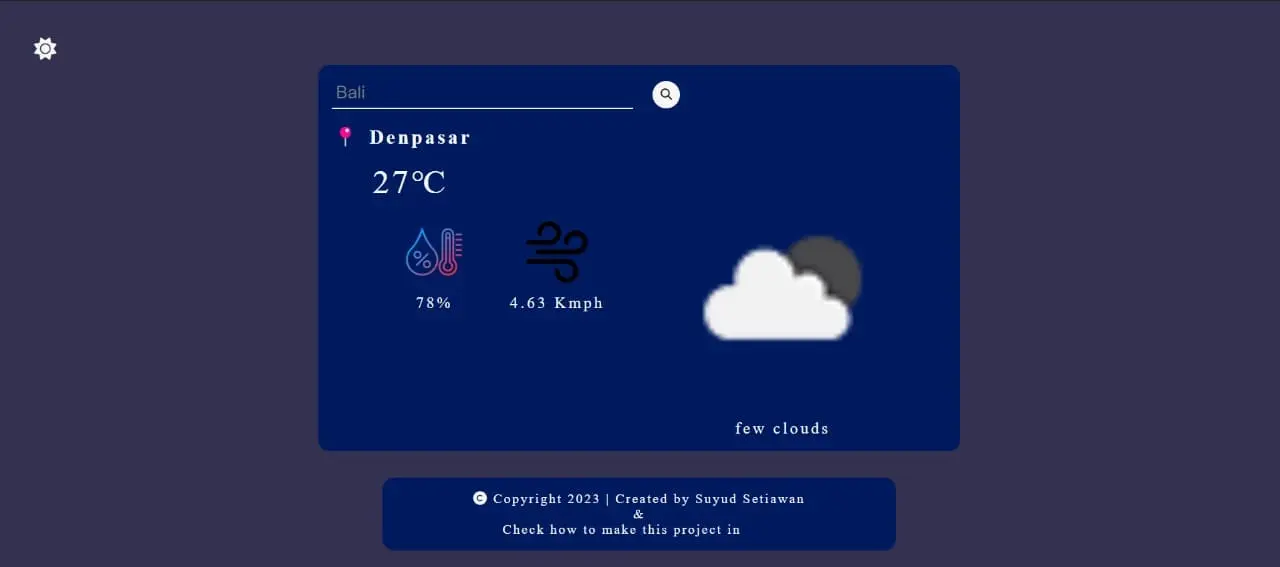 Bali
Denpasar
27°C
%
78%
4.63 Kmph
few clouds
© Copyright 2023 | Created by Suyud Setiawan
&
Check how to make this project in